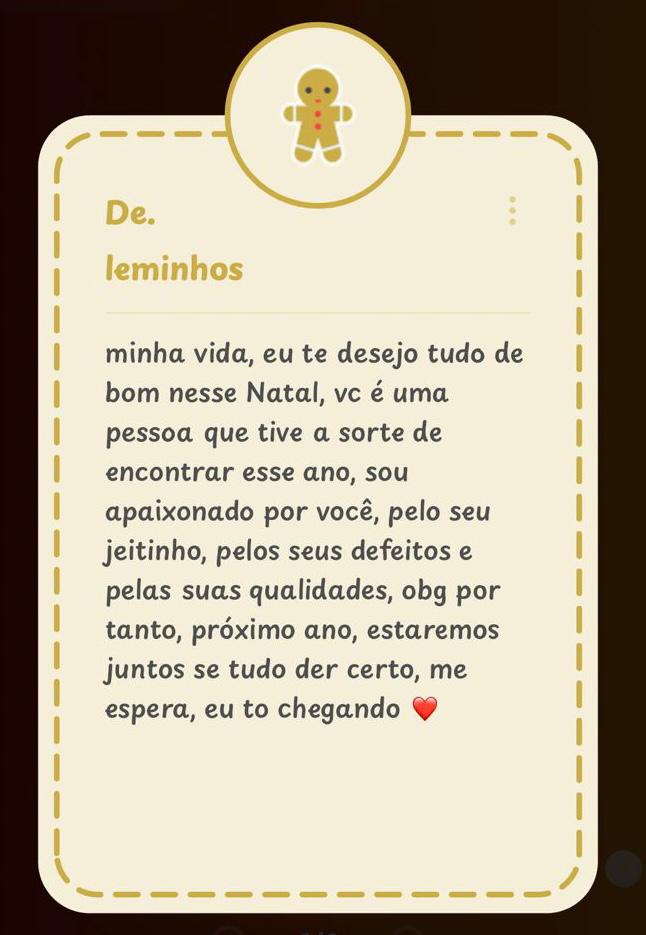 De.
leminhos
minha vida, eu te desejo tudo de
bom nesse Natal, vc é uma
pessoa que tive a sorte de
encontrar esse ano, sou
apaixonado por você, pelo seu
jeitinho, pelos seus defeitos e
pelas suas qualidades, obg por
tanto, próximo ano, estaremos
juntos se tudo der certo, me
espera, eu to chegando ❤️